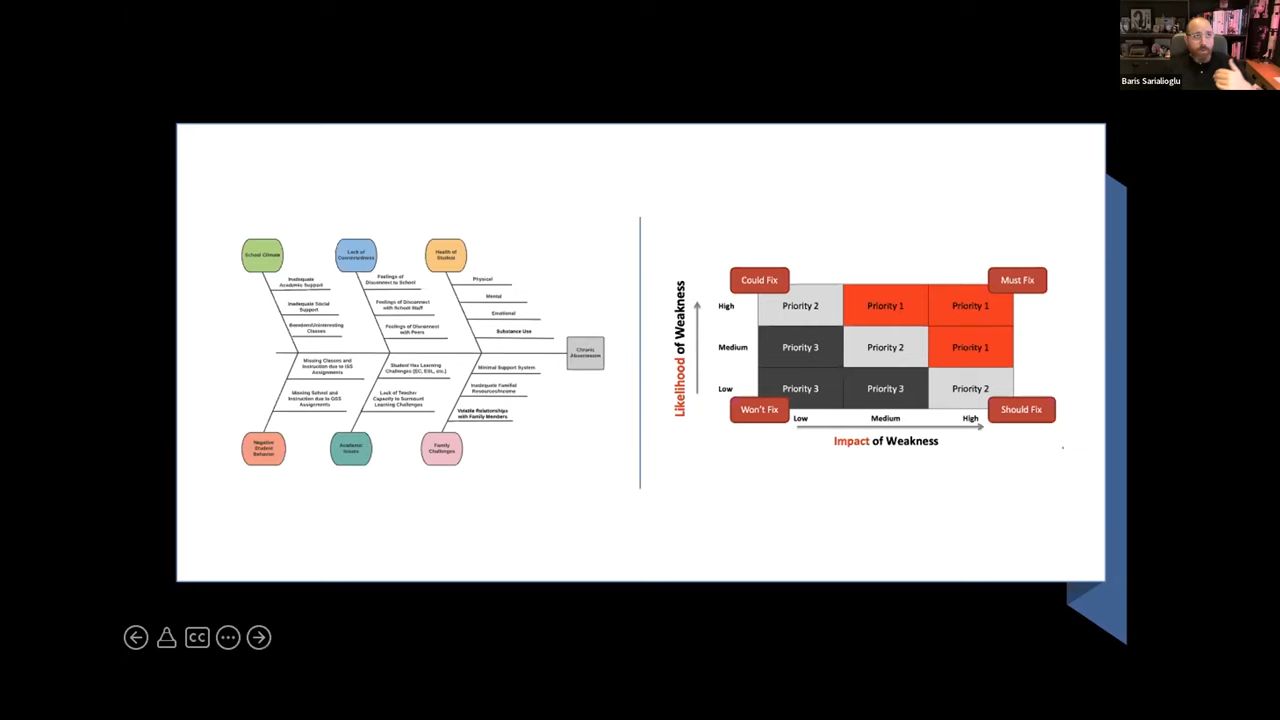 Baris Sarialioglu
School Climate
Lack of
Connectedness
Health of
Student
Inadequate
Academic Support
Inadequate Social
Support
Boredom/Uninteresting
Classes
Feelings of
Disconnect to School
Feelings of Disconnect
with School Staff
Feelings of Disconnect
with Peers
Physical
Mental
Emotional
Substance Use
Chronic
Absenteeism
Missing Classes and
Instruction due to ISS
Assignments
Missing School and
Instruction due to OSS
Assignments
Student Has Learning
Challenges (EC, ESL, etc.)
Lack of Teacher
Capacity to Surmount
Learning Challenges
Minimal Support System
Inadequate Familial
Resources/Income
Volatile Relationships
with Family Members
Negative
Student
Behavior
Academic
Issues
Family
Challenges
Likelihood of Weakness
Could Fix
Must Fix
High
Priority 2
Priority 1
Priority 1
Medium
Priority 3
Priority 2
Priority 1
Low
Priority 3
Priority 3
Priority 2
Won't Fix
Should Fix
Low
Medium
High
Impact of Weakness
CC